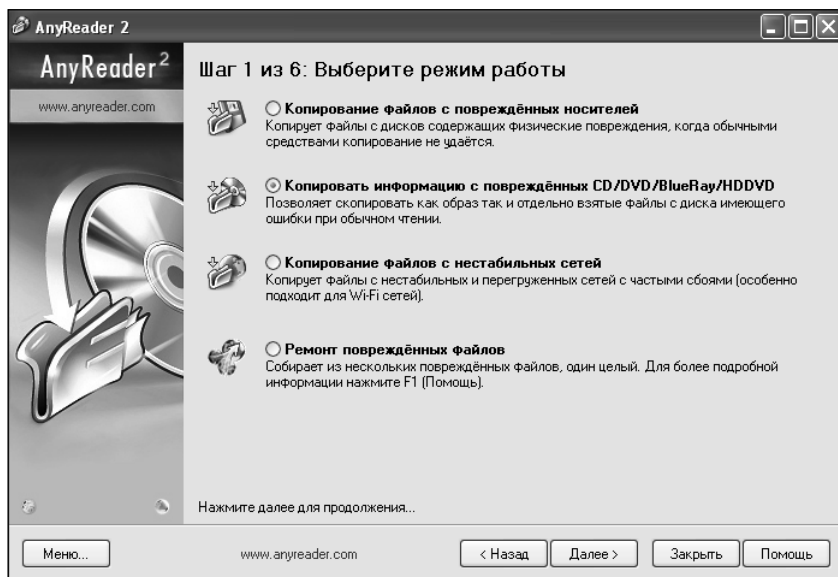 AnyReader 2
AnyReader²
www.anyreader.com
Шаг 1 из 6: Выберите режим работы
Копирование файлов с повреждённых носителей
Копирует файлы с дисков содержащих физические повреждения, когда обычными
средствами копирование не удаётся.
Копировать информацию с повреждённых CD/DVD/BlueRay/HDDVD
Позволяет скопировать как образ так и отдельно взятые файлы с диска имеющего
ошибки при обычном чтении.
Копирование файлов с нестабильных сетей
Копирует файлы с нестабильных и перегруженных сетей с частыми сбоями (особенно
подходит для Wi-Fi сетей).
Ремонт повреждённых файлов
Собирает из нескольких повреждённых файлов, один целый. Для более подробной
информации нажмите F1 (Помощь).
Нажмите далее для продолжения...
Меню... www.anyreader.com < Назад Далее > Закрыть Помощь